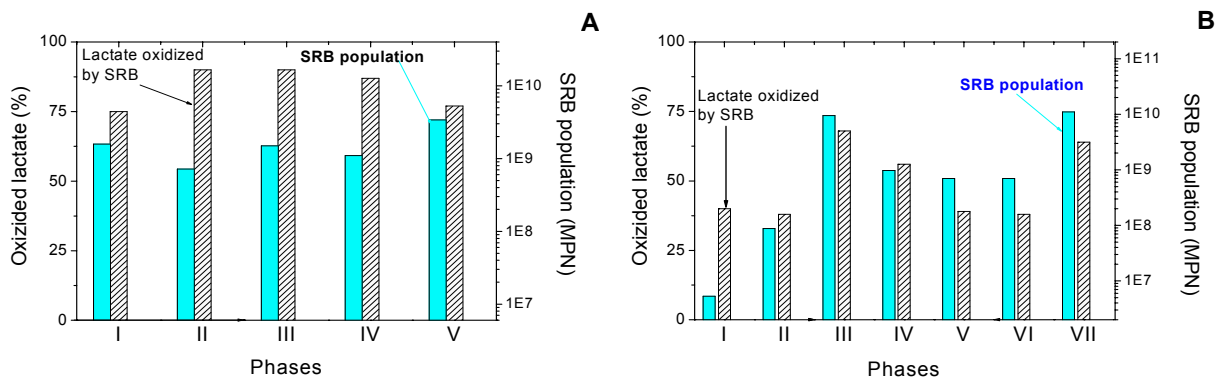 A
100
75
50
25
0
Oxizided lactate (%)
Lactate oxidized
by SRB
SRB population
1E10
1E9
1E8
1E7
SRB population (MPN)
I II III IV V
Phases
B
100
75
50
25
0
Oxizided lactate (%)
Lactate oxidized
by SRB
SRB population
1E11
1E10
1E9
1E8
1E7
SRB population (MPN)
I II III IV V VI VII
Phases